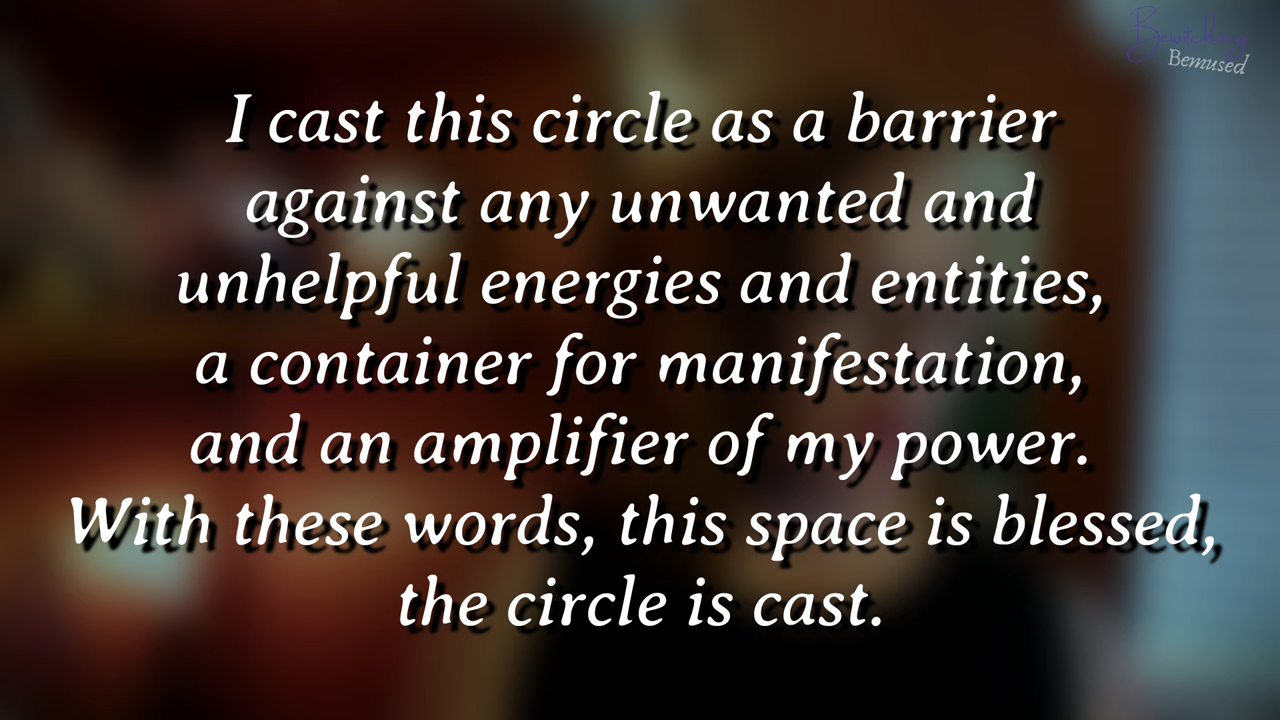 Bewitching
Bemused
I cast this circle as a barrier
against any unwanted and
unhelpful energies and entities,
a container for manifestation,
and an amplifier of my power.
With these words, this space is blessed,
the circle is cast.